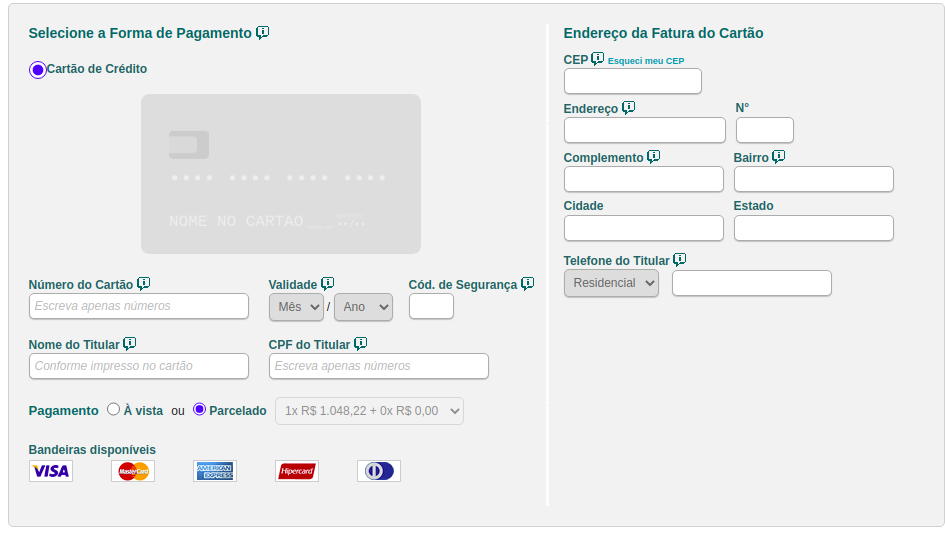 Selecione a Forma de Pagamento
Cartão de Crédito
NOME NO CARTAO
Número do Cartão
Escreva apenas números
Validade
Mês / Ano
Cód. de Segurança
Nome do Titular
Conforme impresso no cartão
CPF do Titular
Escreva apenas números
Pagamento À vista ou Parcelado 1x R$ 1.048,22 + 0x R$ 0,00
Bandeiras disponíveis
VISA MasterCard AMERICAN EXPRESS Hipercard
Endereço da Fatura do Cartão
CEP Esqueci meu CEP
Endereço N°
Complemento Bairro
Cidade Estado
Telefone do Titular
Residencial